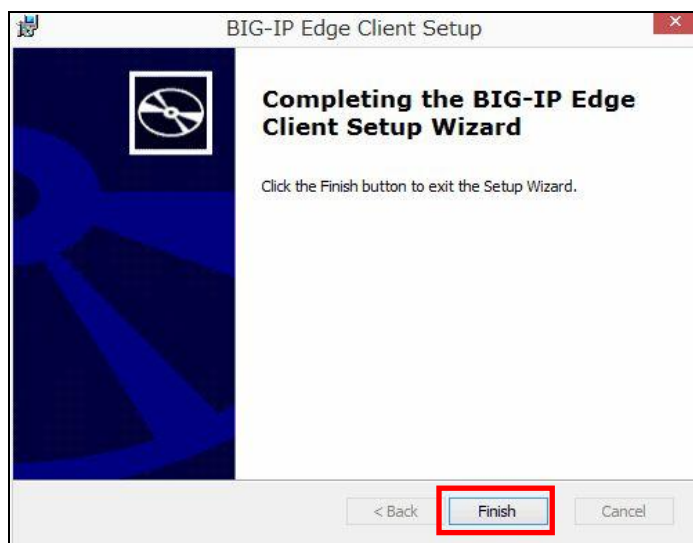 BIG-IP Edge Client Setup
Completing the BIG-IP Edge
Client Setup Wizard
Click the Finish button to exit the Setup Wizard.
< Back Finish Cancel